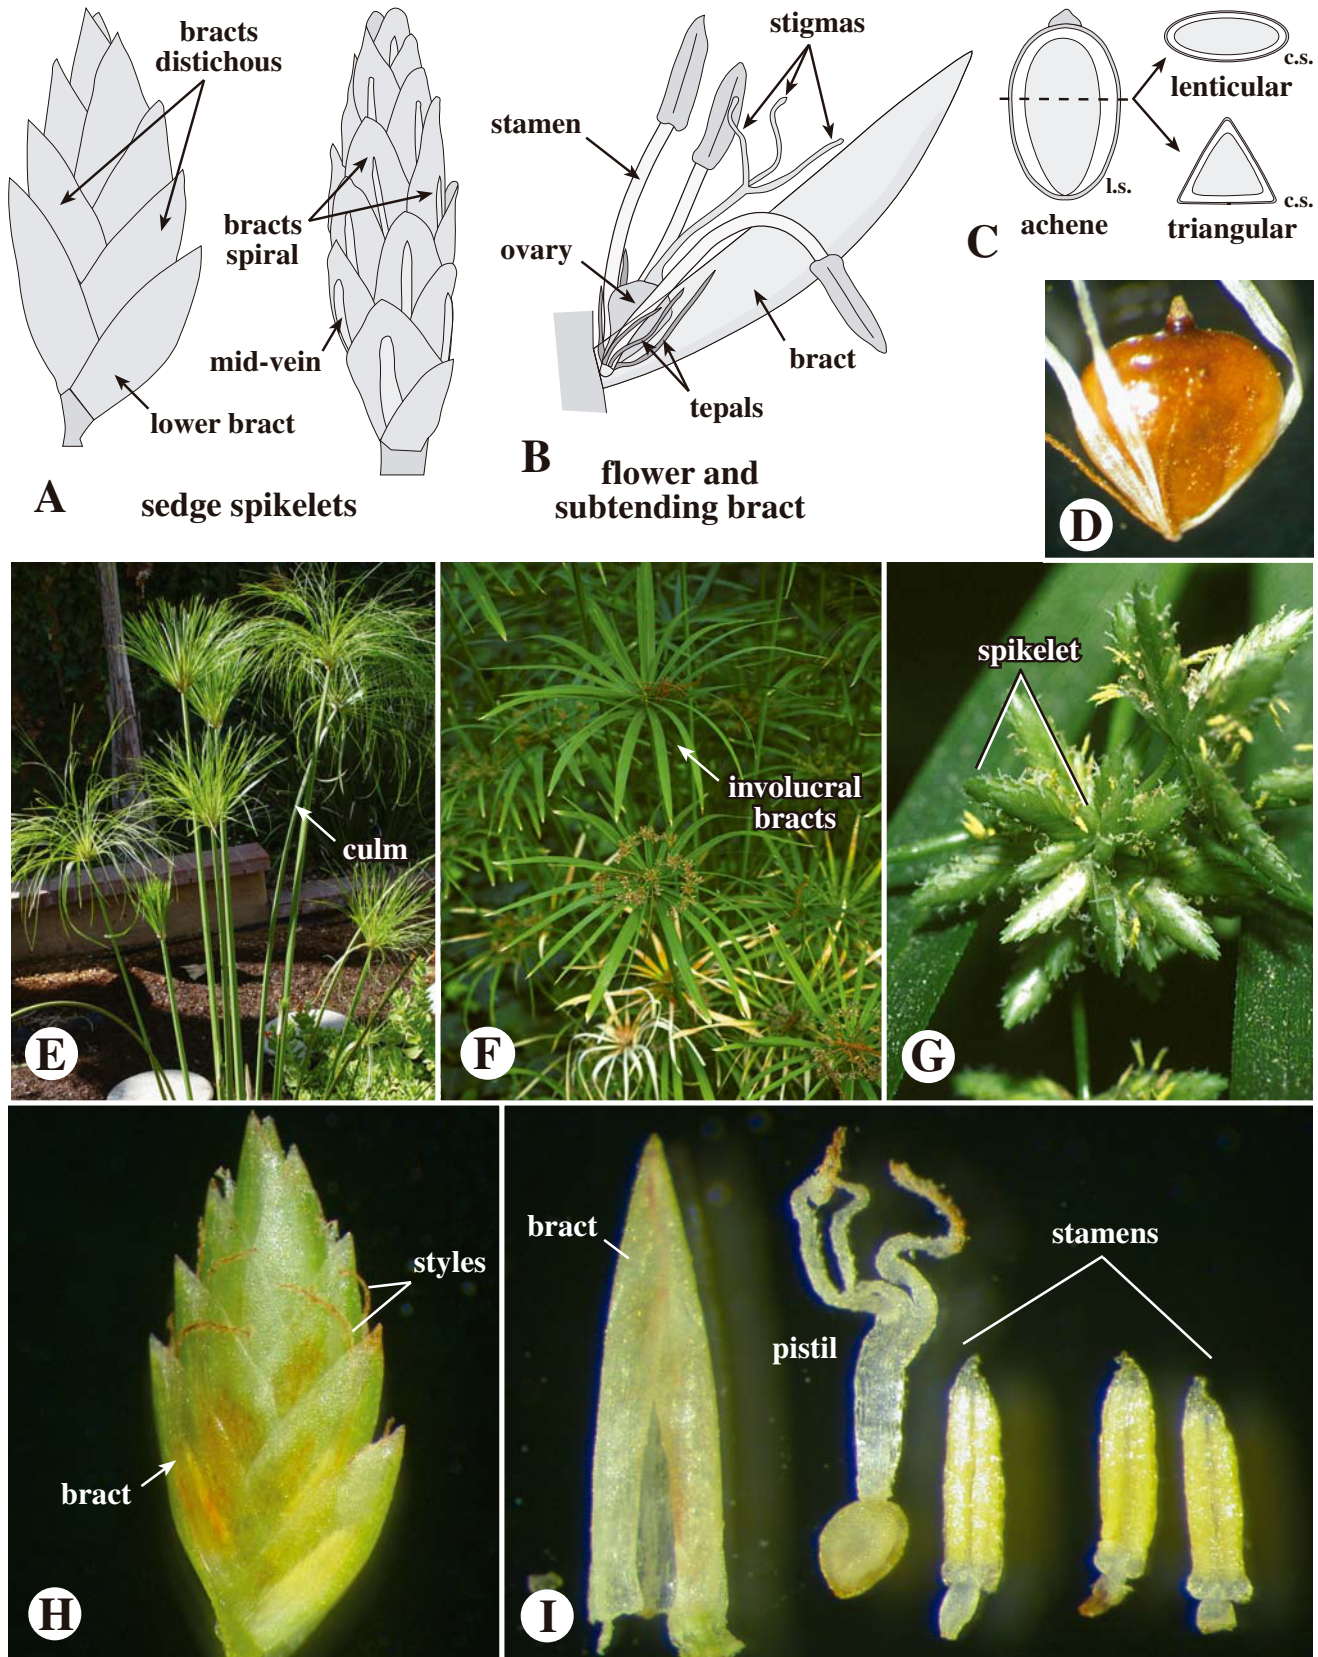 bracts
distichous
bracts
spiral
mid-vein
lower bract
A
sedge spikelets
stigmas
stamen
ovary
bract
tepals
B
flower and
subtending bract
c.s.
lenticular
l.s.
c.s.
achene
triangular
C
D
culm
E
involucral
bracts
F
spikelet
G
styles
bract
H
bract
pistil
stamens
I